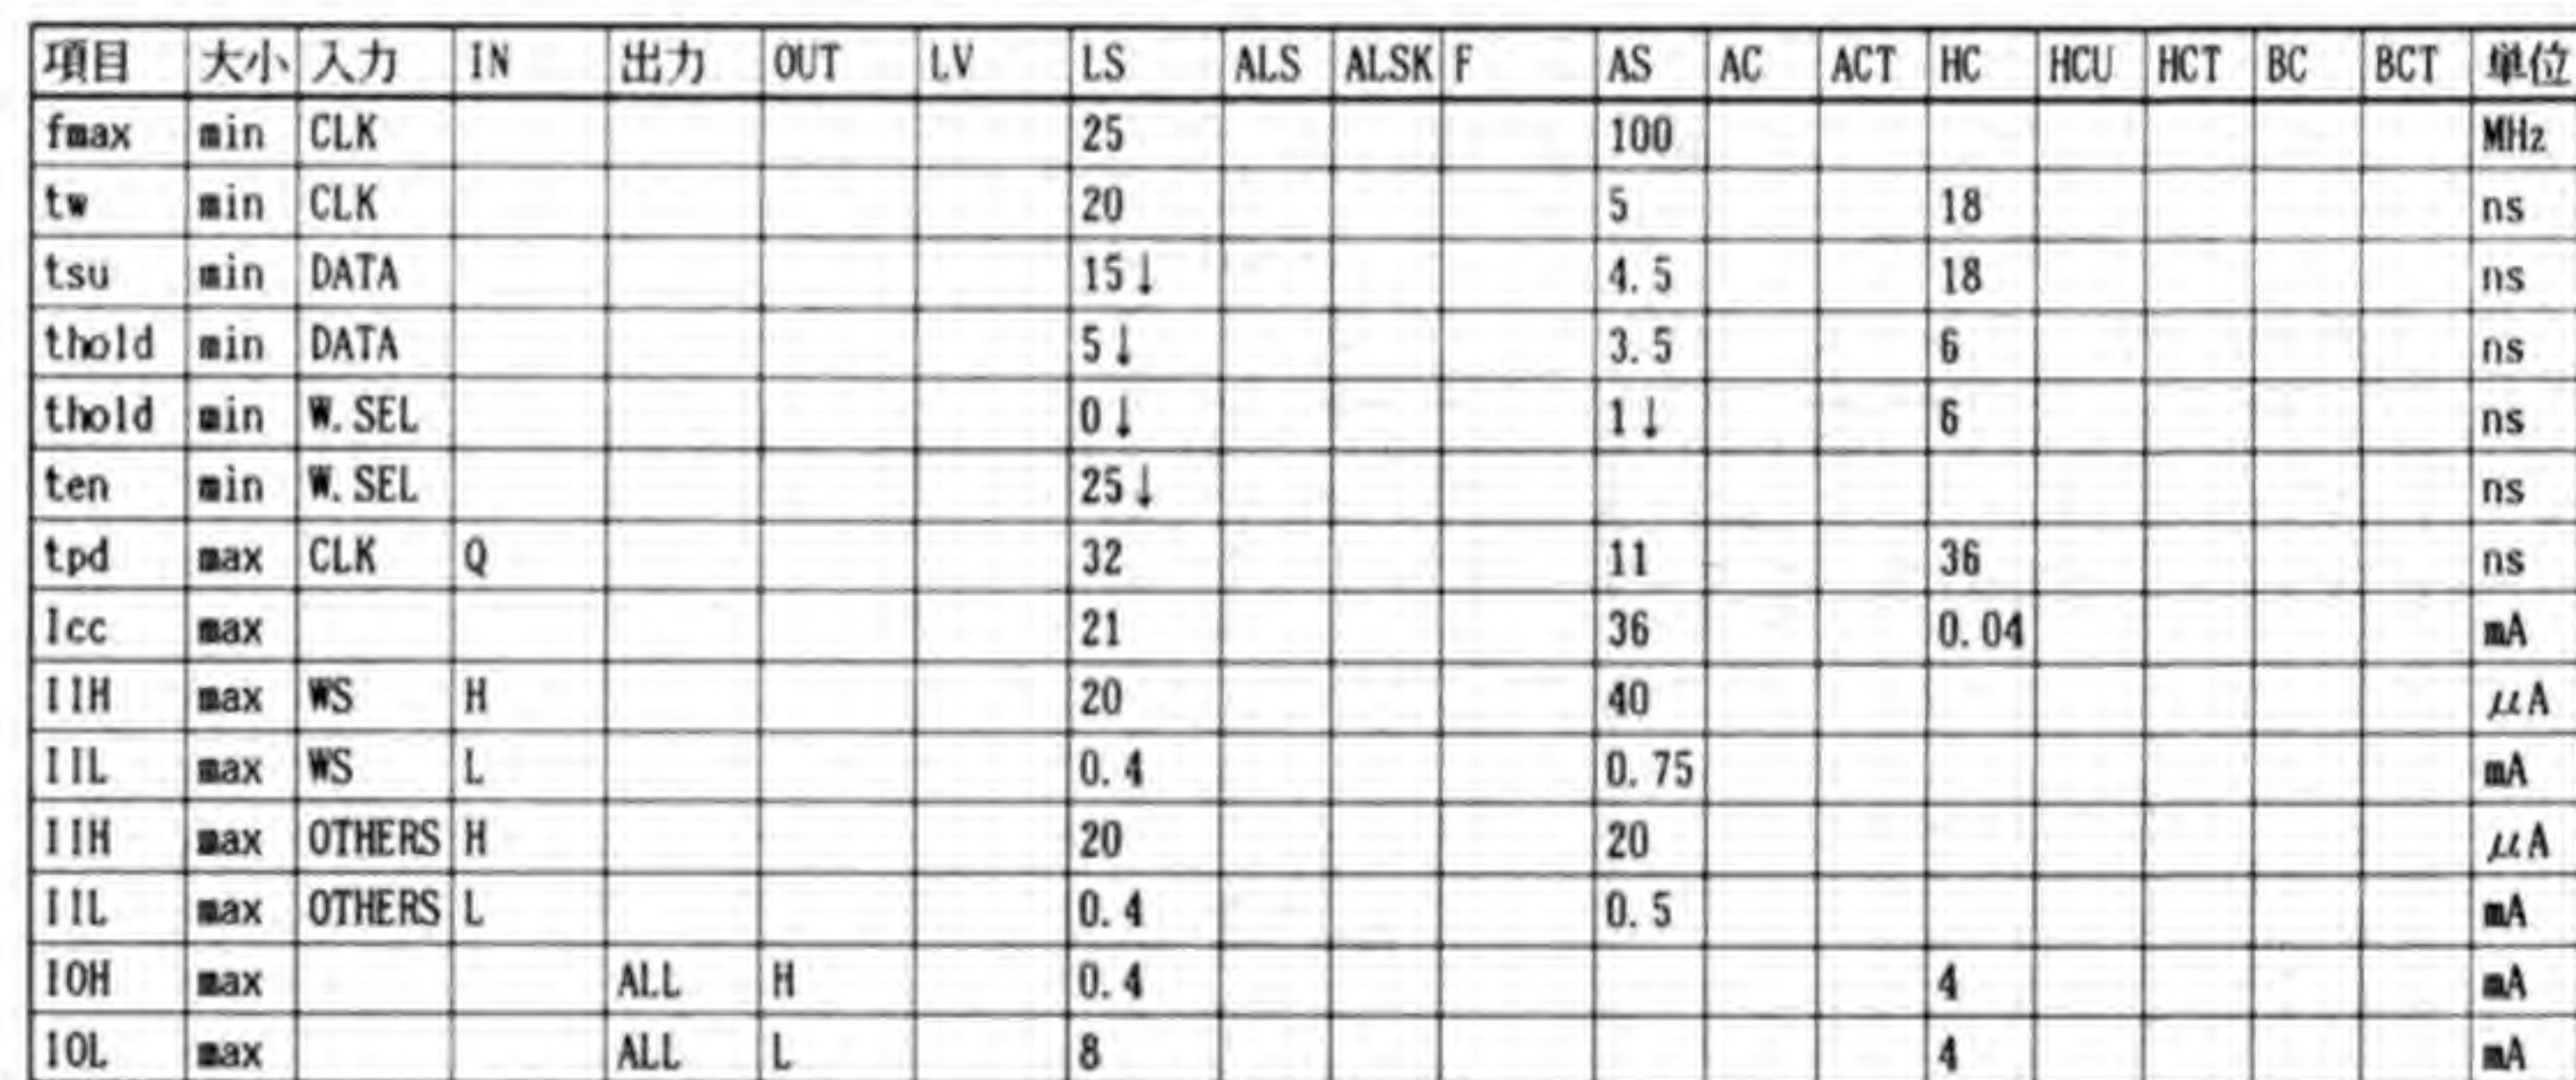 項目 大小 入力 IN 出力 OUT LV LS ALS ALSK F AS AC ACT HC HCU HCT BC BCT 単位
fmax min CLK 25 100 MHz
tw min CLK 20 5 18 ns
tsu min DATA 15↓ 4.5 18 ns
thold min DATA 5↓ 3.5 6 ns
thold min W.SEL 0↓ 1↓ 6 ns
ten min W.SEL 25↓ ns
tpd max CLK Q 32 11 36 ns
Icc max 21 36 0.04 mA
IIH max WS H 20 40 μA
IIL max WS L 0.4 0.75 mA
IIH max OTHERS H 20 20 μA
IIL max OTHERS L 0.4 0.5 mA
IOH max ALL H 0.4 4 mA
IOL max ALL L 8 4 mA